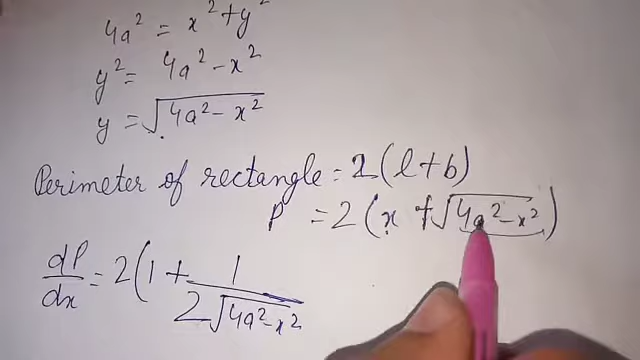 4a² = x² + y²
y² = 4a² - x²
y = √4a² - x²
Perimeter of rectangle = 2(l+b)
P = 2(x + √4a² - x²)
dP/dx = 2(1 + 1/2√4a² - x²